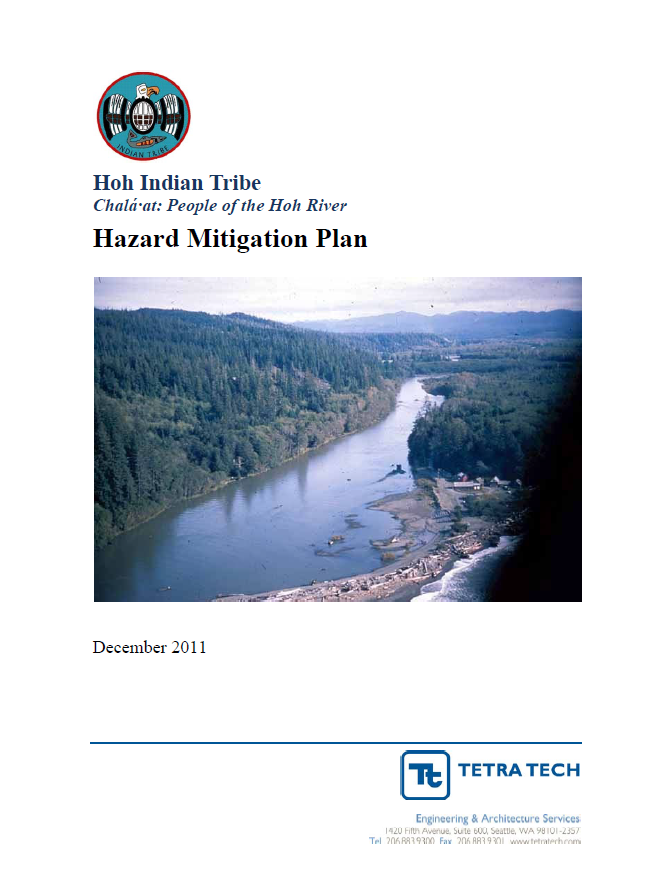 INDIAN TRIBE
Hoh Indian Tribe
Chalá·at: People of the Hoh River
Hazard Mitigation Plan
December 2011
Tt
TETRA TECH
Engineering & Architecture Services
1420 Fifth Avenue, Suite 600, Seattle, WA 98101-2357
Tel 206.883.9300 Fax 206.883.9301 www.tetratech.com